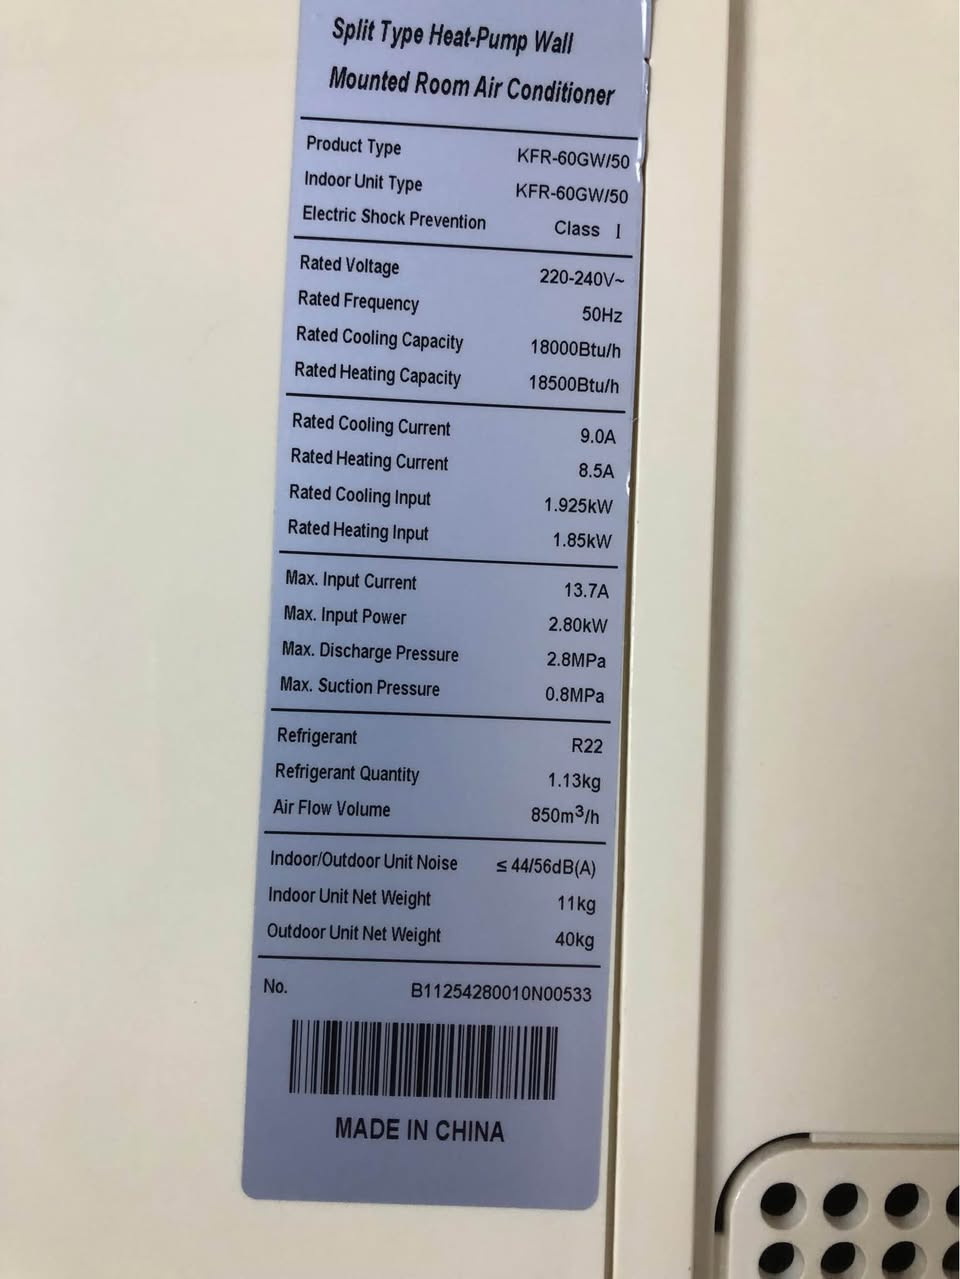 Split Type Heat-Pump Wall
Mounted Room Air Conditioner
Product Type KFR-60GW/50
Indoor Unit Type KFR-60GW/50
Electric Shock Prevention Class I
Rated Voltage 220-240V~
Rated Frequency 50Hz
Rated Cooling Capacity 18000Btu/h
Rated Heating Capacity 18500Btu/h
Rated Cooling Current 9.0A
Rated Heating Current 8.5A
Rated Cooling Input 1.925kW
Rated Heating Input 1.85kW
Max. Input Current 13.7A
Max. Input Power 2.80kW
Max. Discharge Pressure 2.8MPa
Max. Suction Pressure 0.8MPa
Refrigerant R22
Refrigerant Quantity 1.13kg
Air Flow Volume 850m³/h
Indoor/Outdoor Unit Noise ≤44/56dB(A)
Indoor Unit Net Weight 11kg
Outdoor Unit Net Weight 40kg
No. B11254280010N00533
MADE IN CHINA